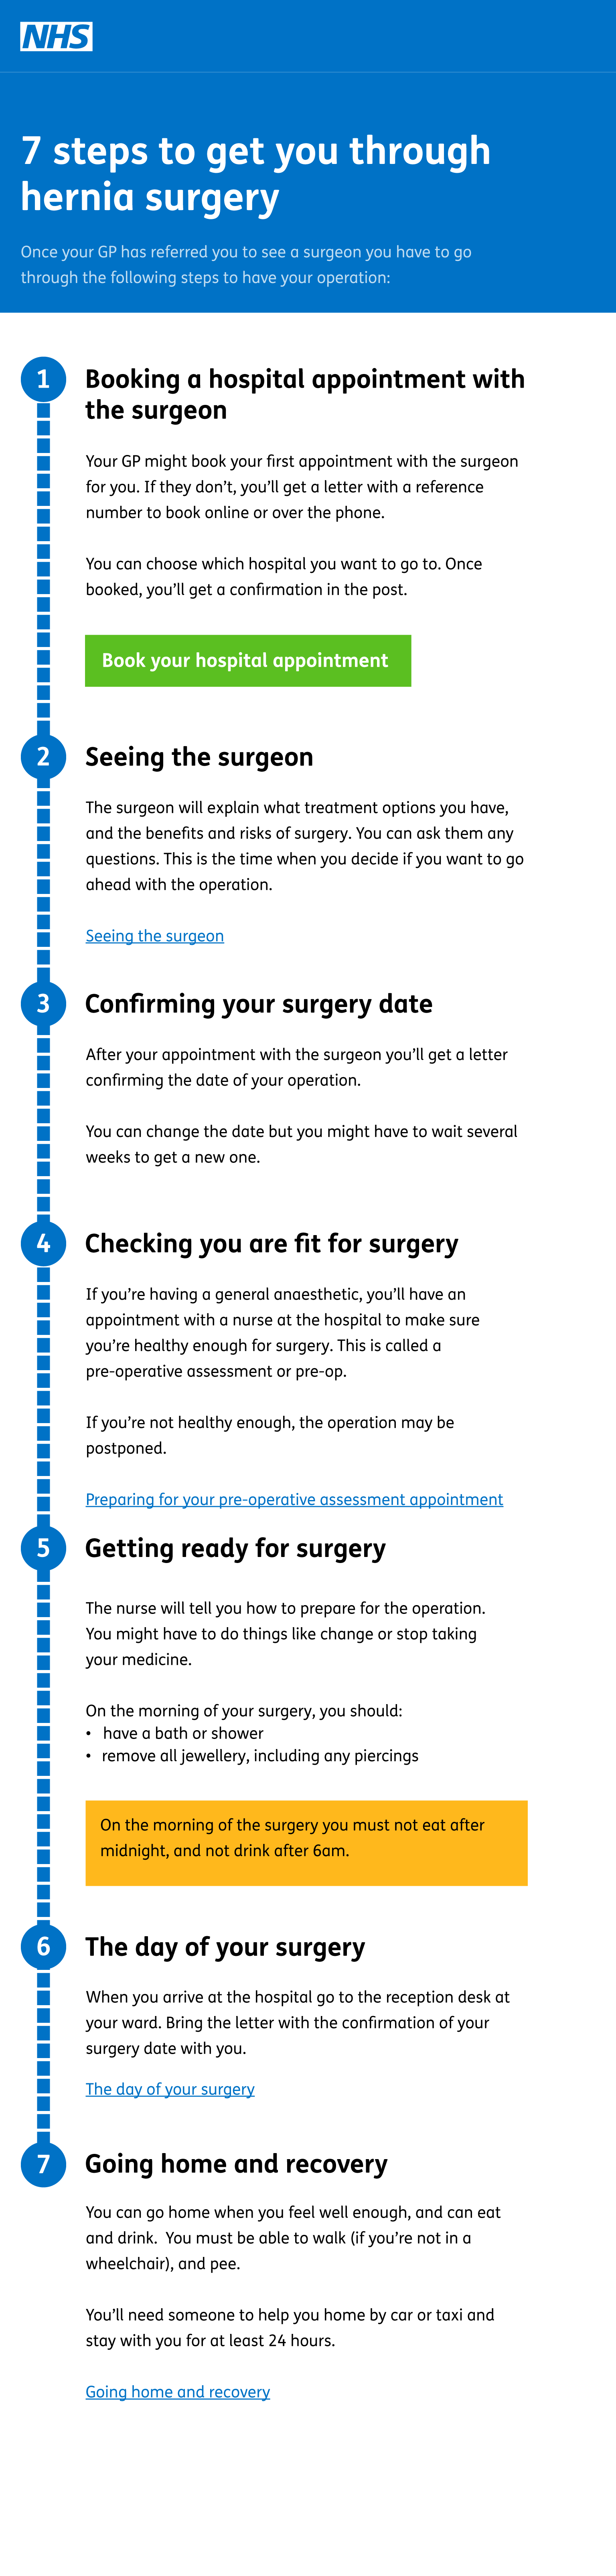 NHS
7 steps to get you through
hernia surgery
Once your GP has referred you to see a surgeon you have to go
through the following steps to have your operation:
1
Booking a hospital appointment with
the surgeon
Your GP might book your first appointment with the surgeon
for you. If they don’t, you’ll get a letter with a reference
number to book online or over the phone.
You can choose which hospital you want to go to. Once
booked, you’ll get a confirmation in the post.
Book your hospital appointment
2
Seeing the surgeon
The surgeon will explain what treatment options you have,
and the benefits and risks of surgery. You can ask them any
questions. This is the time when you decide if you want to go
ahead with the operation.
Seeing the surgeon
3
Confirming your surgery date
After your appointment with the surgeon you’ll get a letter
confirming the date of your operation.
You can change the date but you might have to wait several
weeks to get a new one.
4
Checking you are fit for surgery
If you’re having a general anaesthetic, you’ll have an
appointment with a nurse at the hospital to make sure
you’re healthy enough for surgery. This is called a
pre-operative assessment or pre-op.
If you’re not healthy enough, the operation may be
postponed.
Preparing for your pre-operative assessment appointment
5
Getting ready for surgery
The nurse will tell you how to prepare for the operation.
You might have to do things like change or stop taking
your medicine.
On the morning of your surgery, you should:
• have a bath or shower
• remove all jewellery, including any piercings
On the morning of the surgery you must not eat after
midnight, and not drink after 6am.
6
The day of your surgery
When you arrive at the hospital go to the reception desk at
your ward. Bring the letter with the confirmation of your
surgery date with you.
The day of your surgery
7
Going home and recovery
You can go home when you feel well enough, and can eat
and drink.  You must be able to walk (if you’re not in a
wheelchair), and pee.
You’ll need someone to help you home by car or taxi and
stay with you for at least 24 hours.
Going home and recovery